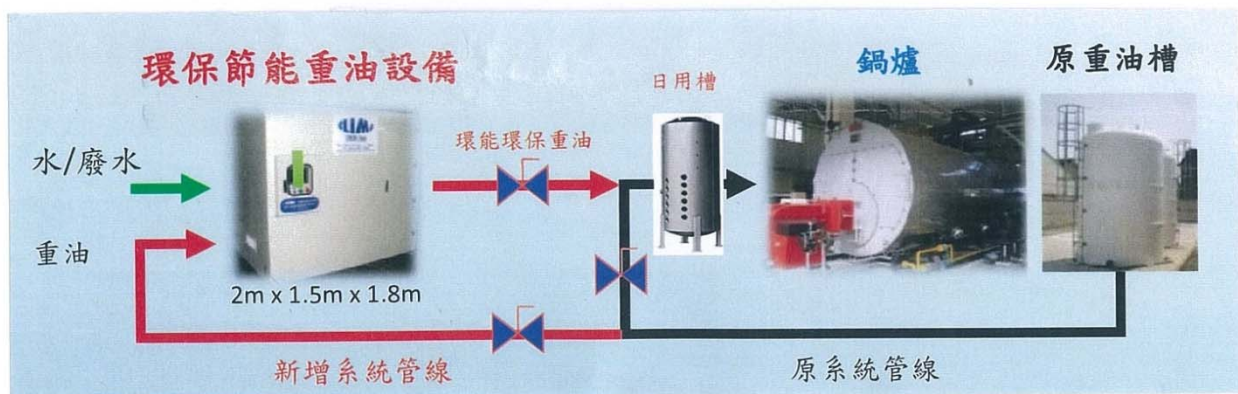 環保節能重油設備
鍋爐
原重油槽
日用槽
水/廢水
環能環保重油
重油
2m x 1.5m x 1.8m
新增系統管線
原系統管線